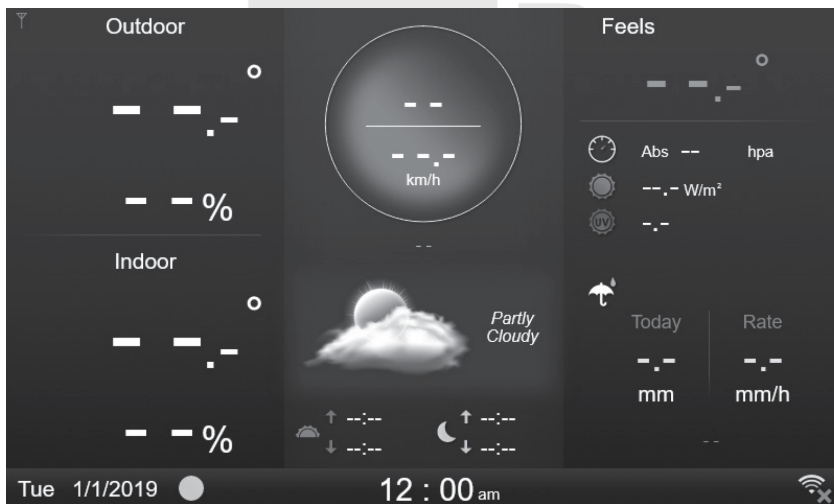 Outdoor
-- --.-°
-- -- %
Indoor
-- --.-°
-- -- %
-- --
-- --.-
km/h
-- --
Partly
Cloudy
↑ --:--
↓ --:--
↑ --:--
↓ --:--
Feels
-- --.-°
Abs -- hpa
--.- W/m²
UV
-.-
Today Rate
-.- -.-
mm mm/h
-- --
Tue 1/1/2019 12 : 00 am